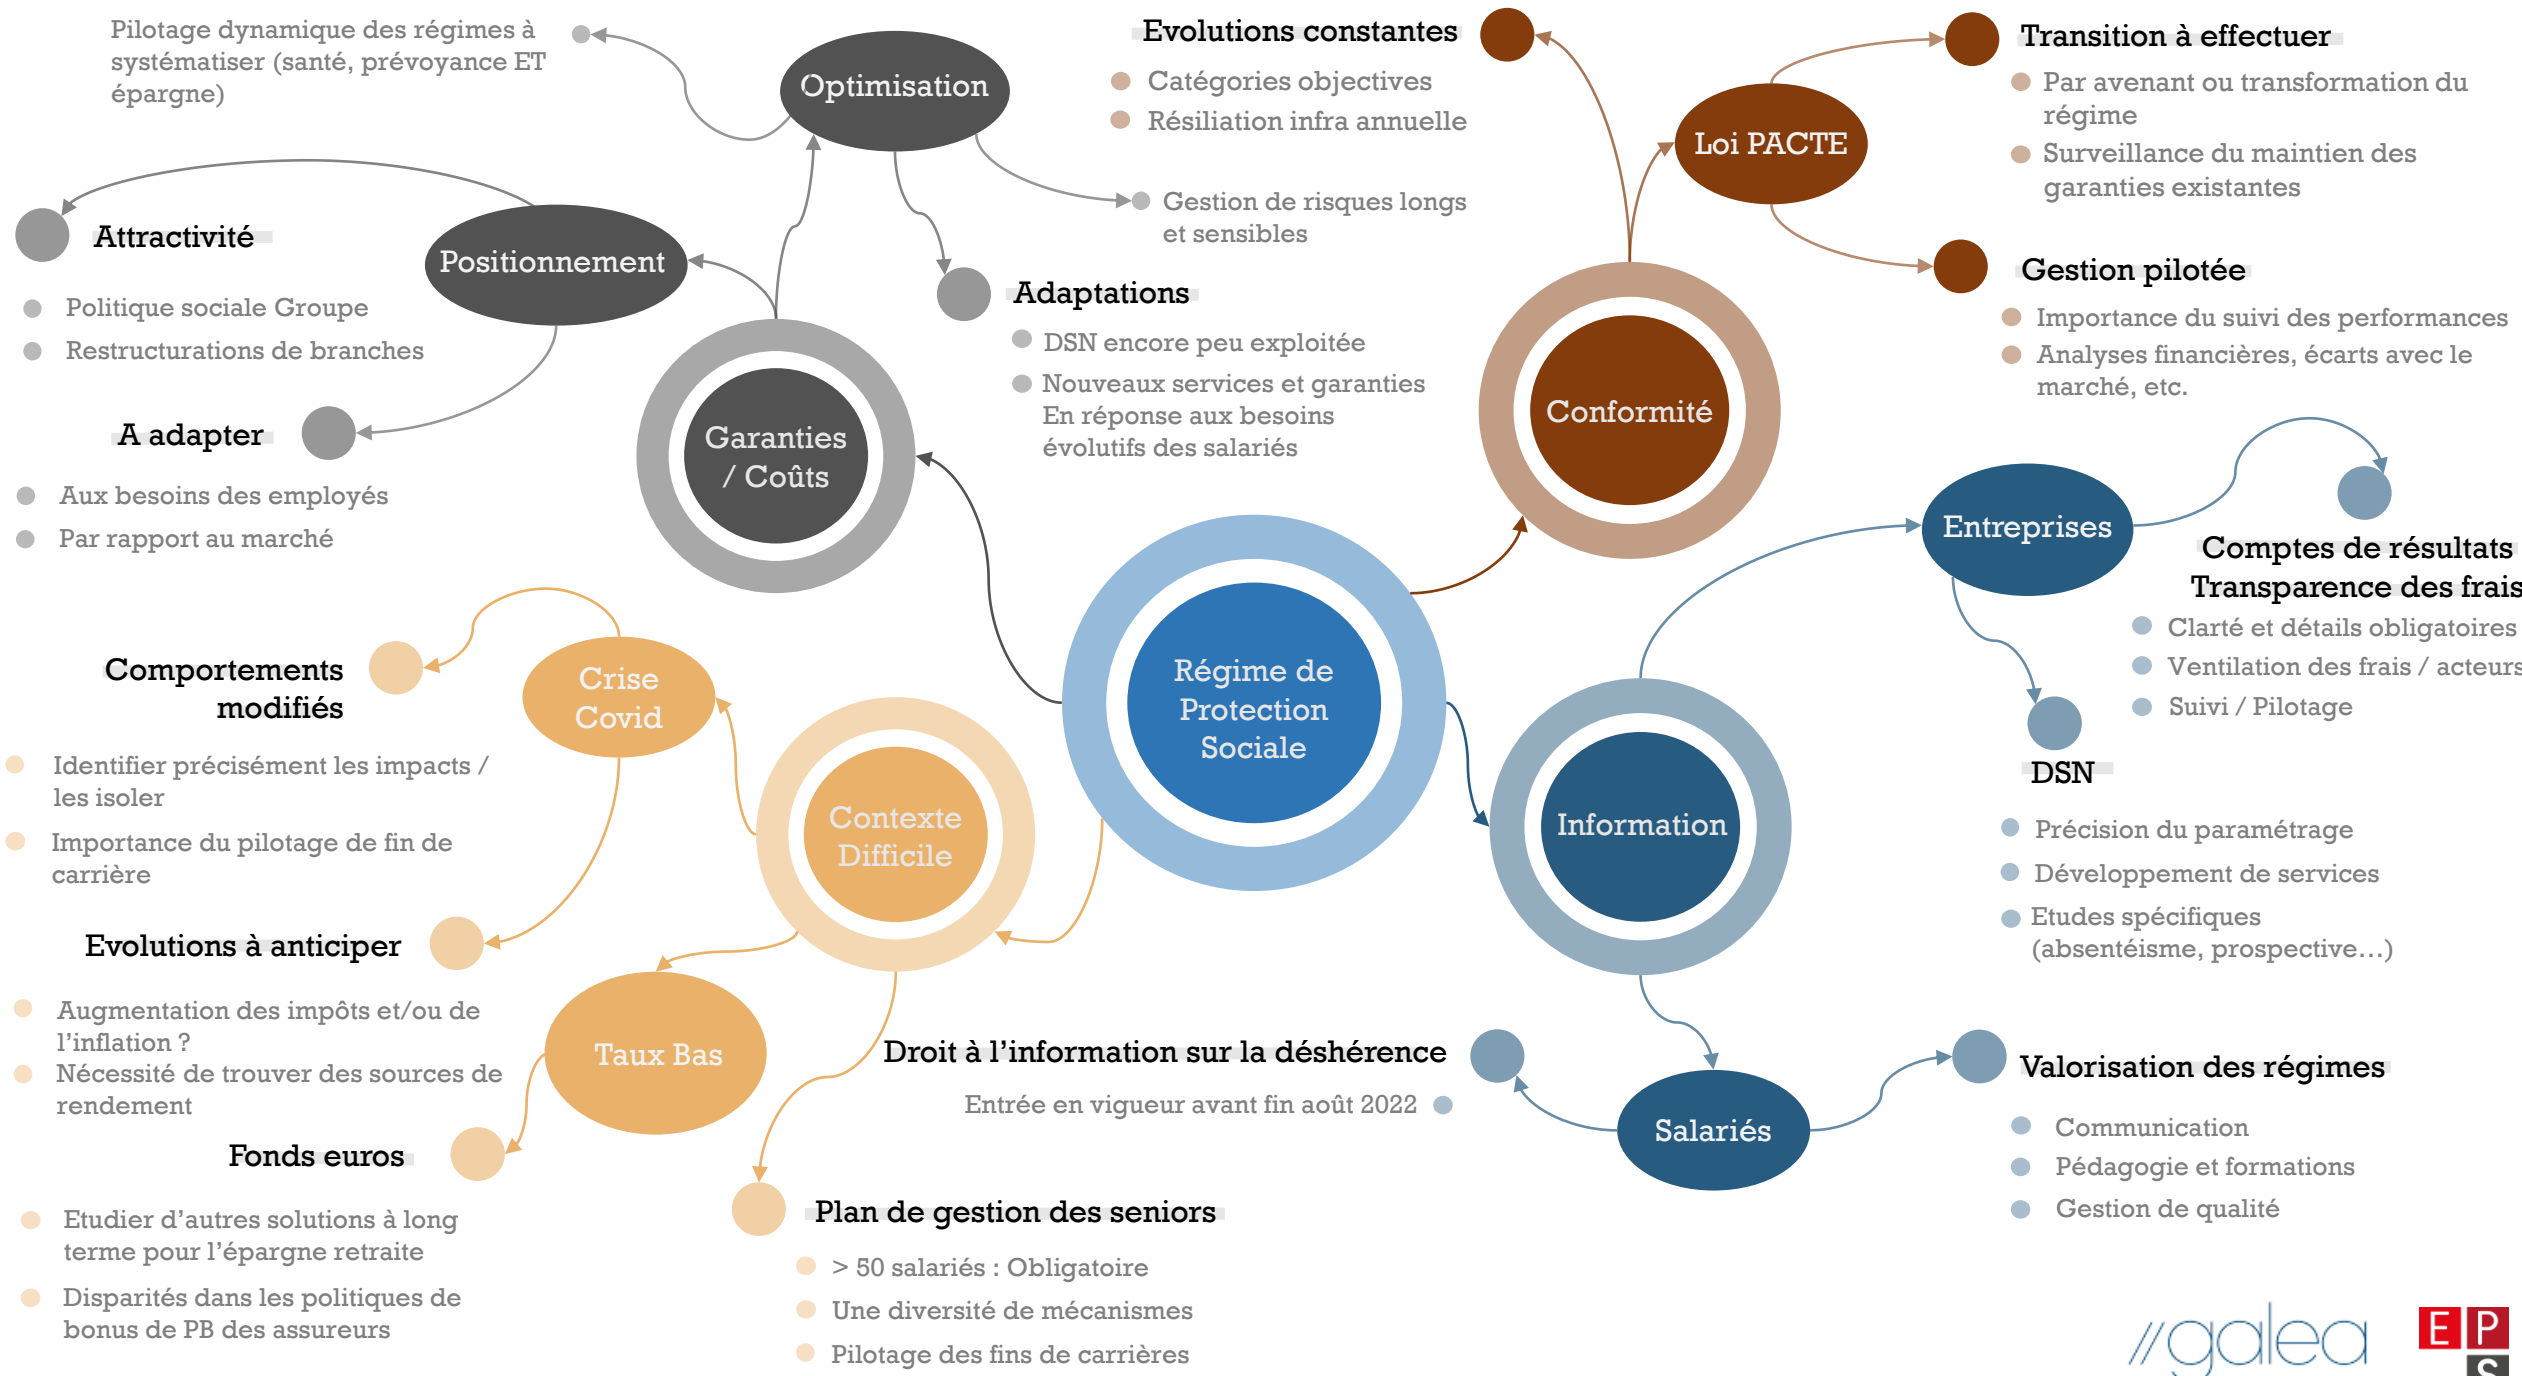 Pilotage dynamique des régimes à
systématiser (santé, prévoyance ET
épargne)
Optimisation
Gestion de risques longs
et sensibles
Adaptations
DSN encore peu exploitée
Nouveaux services et garanties
En réponse aux besoins
évolutifs des salariés
Positionnement
Attractivité
Politique sociale Groupe
Restructurations de branches
A adapter
Aux besoins des employés
Par rapport au marché
Garanties
/ Coûts
Evolutions constantes
Catégories objectives
Résiliation infra annuelle
Loi PACTE
Transition à effectuer
Par avenant ou transformation du
régime
Surveillance du maintien des
garanties existantes
Gestion pilotée
Importance du suivi des performances
Analyses financières, écarts avec le
marché, etc.
Conformité
Régime de
Protection
Sociale
Entreprises
Comptes de résultats
Transparence des frais
Clarté et détails obligatoires
Ventilation des frais / acteurs
Suivi / Pilotage
DSN
Précision du paramétrage
Développement de services
Etudes spécifiques
(absentéisme, prospective…)
Information
Droit à l’information sur la déshérence
Entrée en vigueur avant fin août 2022
Salariés
Valorisation des régimes
Communication
Pédagogie et formations
Gestion de qualité
Contexte
Difficile
Crise
Covid
Comportements
modifiés
Identifier précisément les impacts /
les isoler
Importance du pilotage de fin de
carrière
Evolutions à anticiper
Augmentation des impôts et/ou de
l’inflation ?
Nécessité de trouver des sources de
rendement
Taux Bas
Fonds euros
Etudier d’autres solutions à long
terme pour l’épargne retraite
Disparités dans les politiques de
bonus de PB des assureurs
Plan de gestion des seniors
> 50 salariés : Obligatoire
Une diversité de mécanismes
Pilotage des fins de carrières
//galea
E P
S